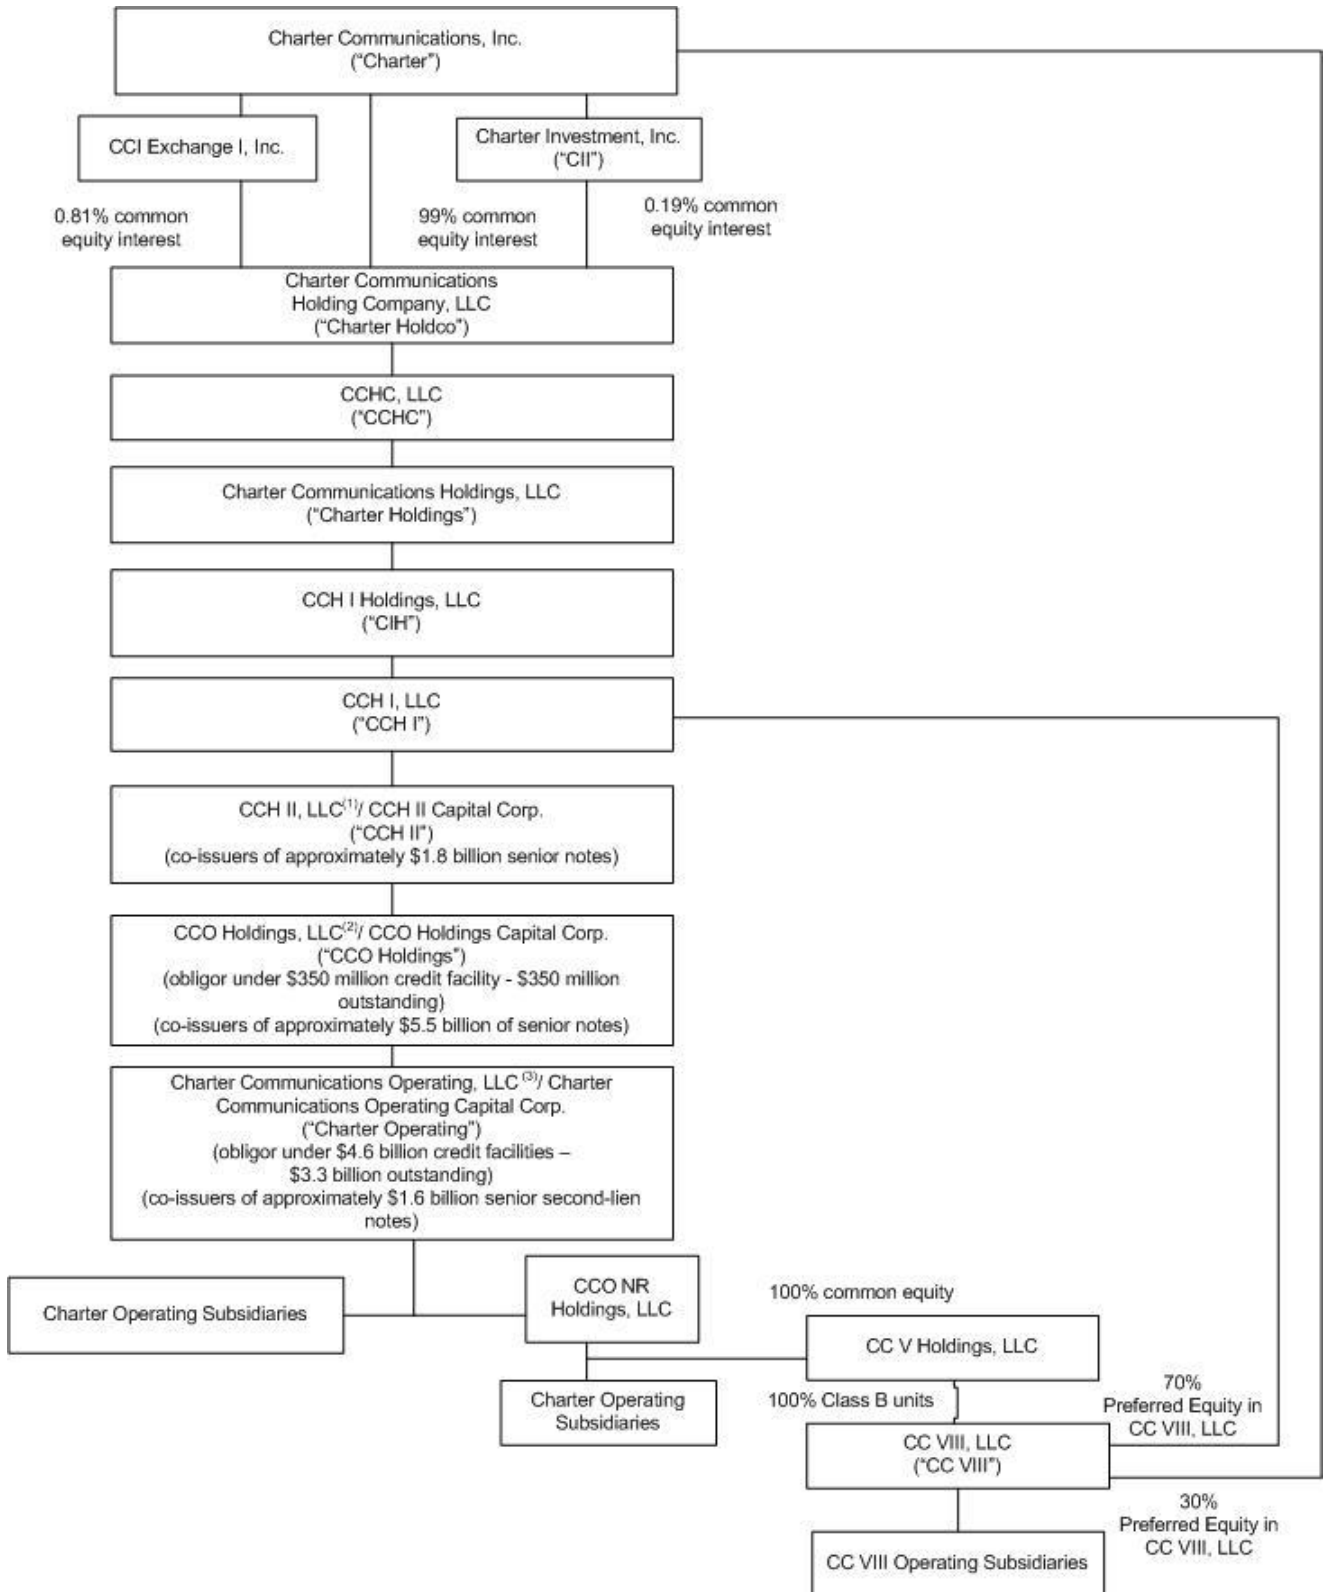 Charter Communications, Inc.
(“Charter”)
CCI Exchange I, Inc.
Charter Investment, Inc.
(“CII”)
0.81% common
equity interest
99% common
equity interest
0.19% common
equity interest
Charter Communications
Holding Company, LLC
(“Charter Holdco”)
CCHC, LLC
(“CCHC”)
Charter Communications Holdings, LLC
(“Charter Holdings”)
CCH I Holdings, LLC
(“CIH”)
CCH I, LLC
(“CCH I”)
CCH II, LLC(1)/ CCH II Capital Corp.
(“CCH II”)
(co-issuers of approximately $1.8 billion senior notes)
CCO Holdings, LLC(2)/ CCO Holdings Capital Corp.
(“CCO Holdings”)
(obligor under $350 million credit facility - $350 million
outstanding)
(co-issuers of approximately $5.5 billion of senior notes)
Charter Communications Operating, LLC (3)/ Charter
Communications Operating Capital Corp.
(“Charter Operating”)
(obligor under $4.6 billion credit facilities –
$3.3 billion outstanding)
(co-issuers of approximately $1.6 billion senior second-lien
notes)
Charter Operating Subsidiaries
CCO NR
Holdings, LLC
100% common equity
CC V Holdings, LLC
Charter Operating
Subsidiaries
100% Class B units
70%
Preferred Equity in
CC VIII, LLC
CC VIII, LLC
(“CC VIII”)
30%
Preferred Equity in
CC VIII, LLC
CC VIII Operating Subsidiaries